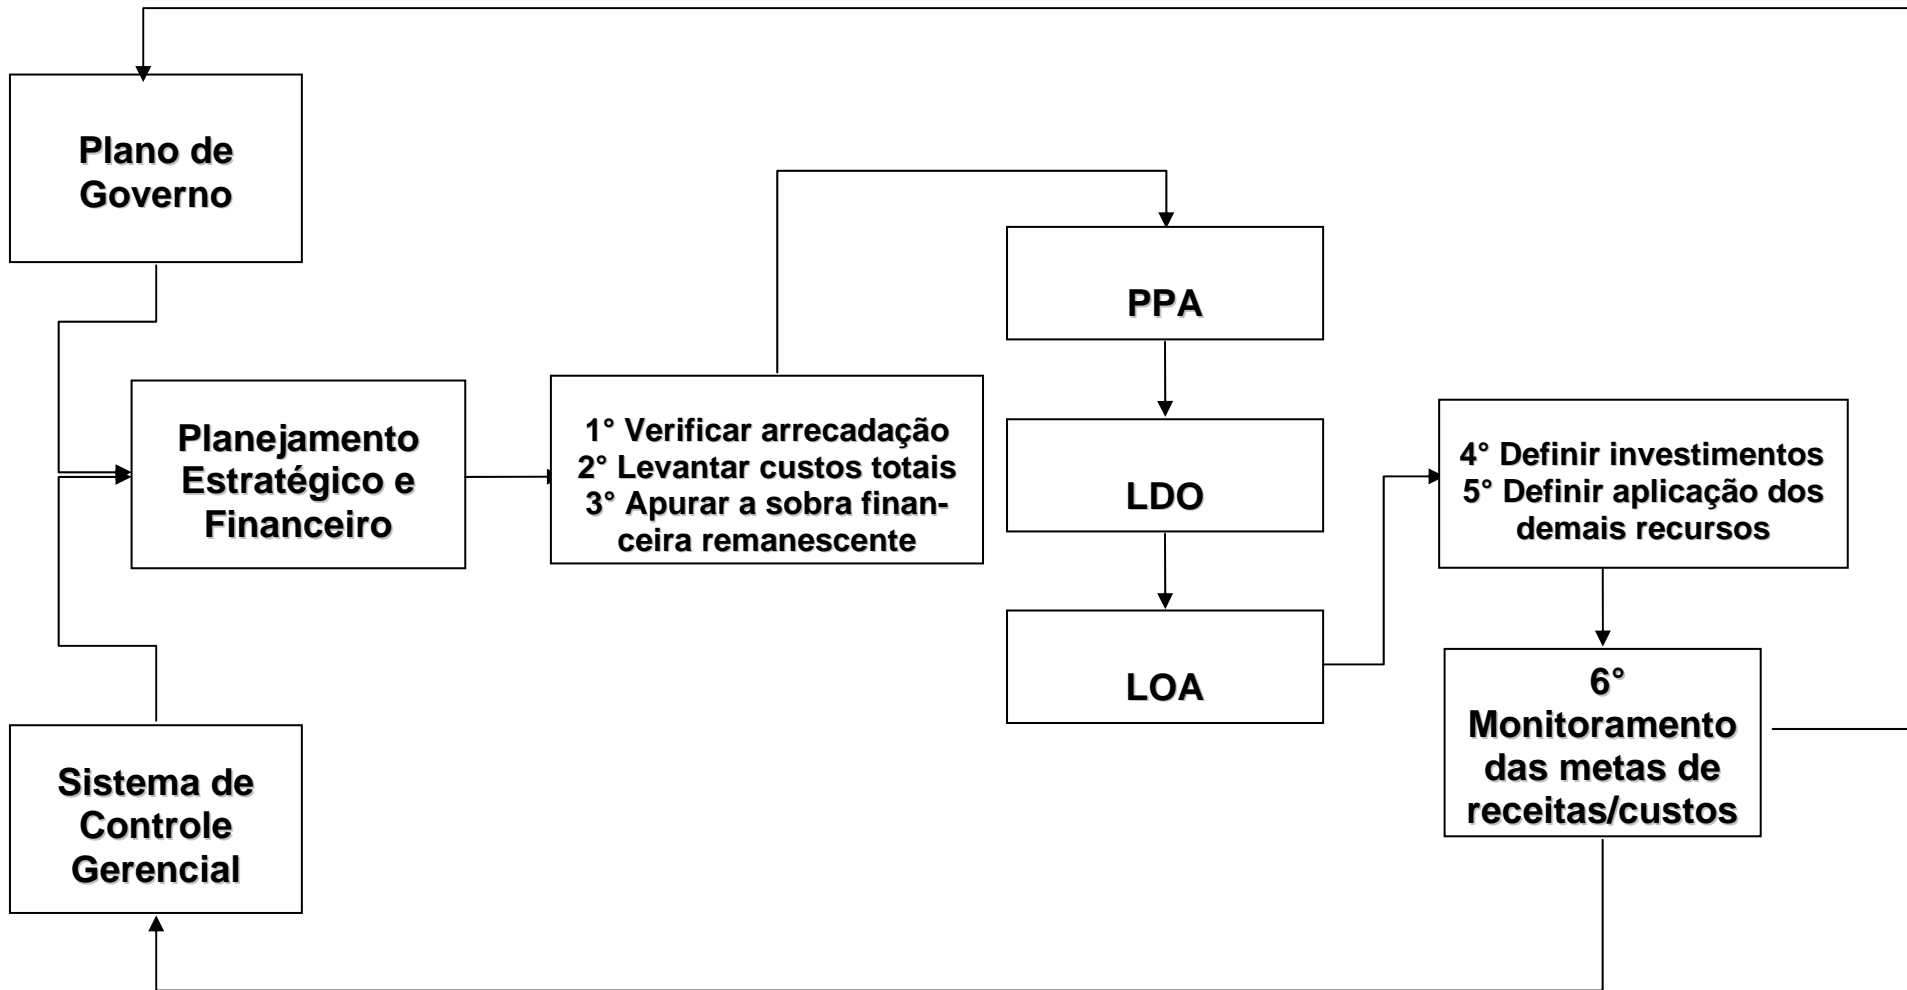 Plano de
Governo
Planejamento
Estratégico e
Financeiro
Sistema de
Controle
Gerencial
1° Verificar arrecadação
2° Levantar custos totais
3° Apurar a sobra finan-
ceira remanescente
PPA
LDO
LOA
4° Definir investimentos
5° Definir aplicação dos
demais recursos
6°
Monitoramento
das metas de
receitas/custos